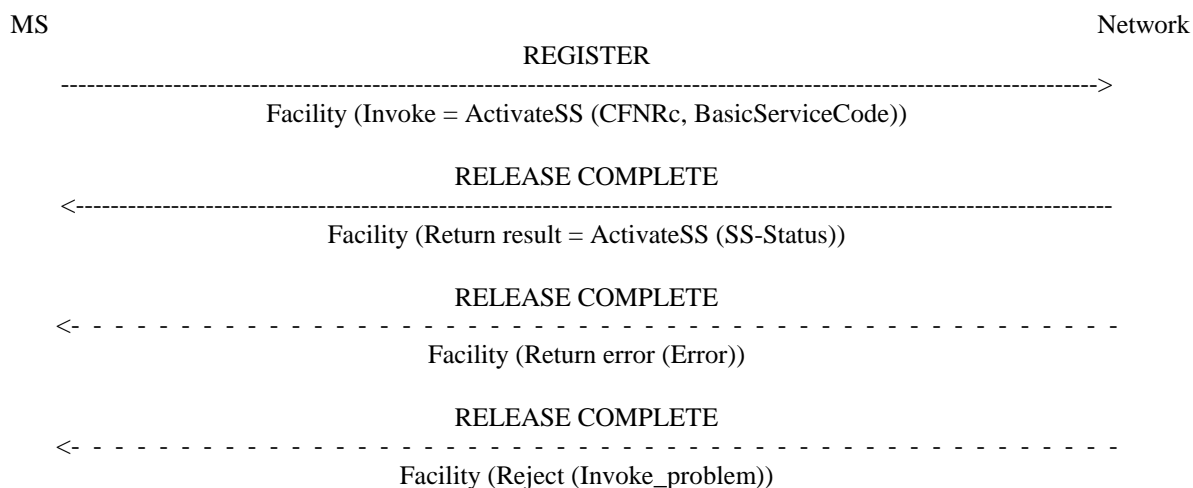 MS Network
REGISTER
Facility (Invoke = ActivateSS (CFNRc, BasicServiceCode))
RELEASE COMPLETE
Facility (Return result = ActivateSS (SS-Status))
RELEASE COMPLETE
Facility (Return error (Error))
RELEASE COMPLETE
Facility (Reject (Invoke_problem))